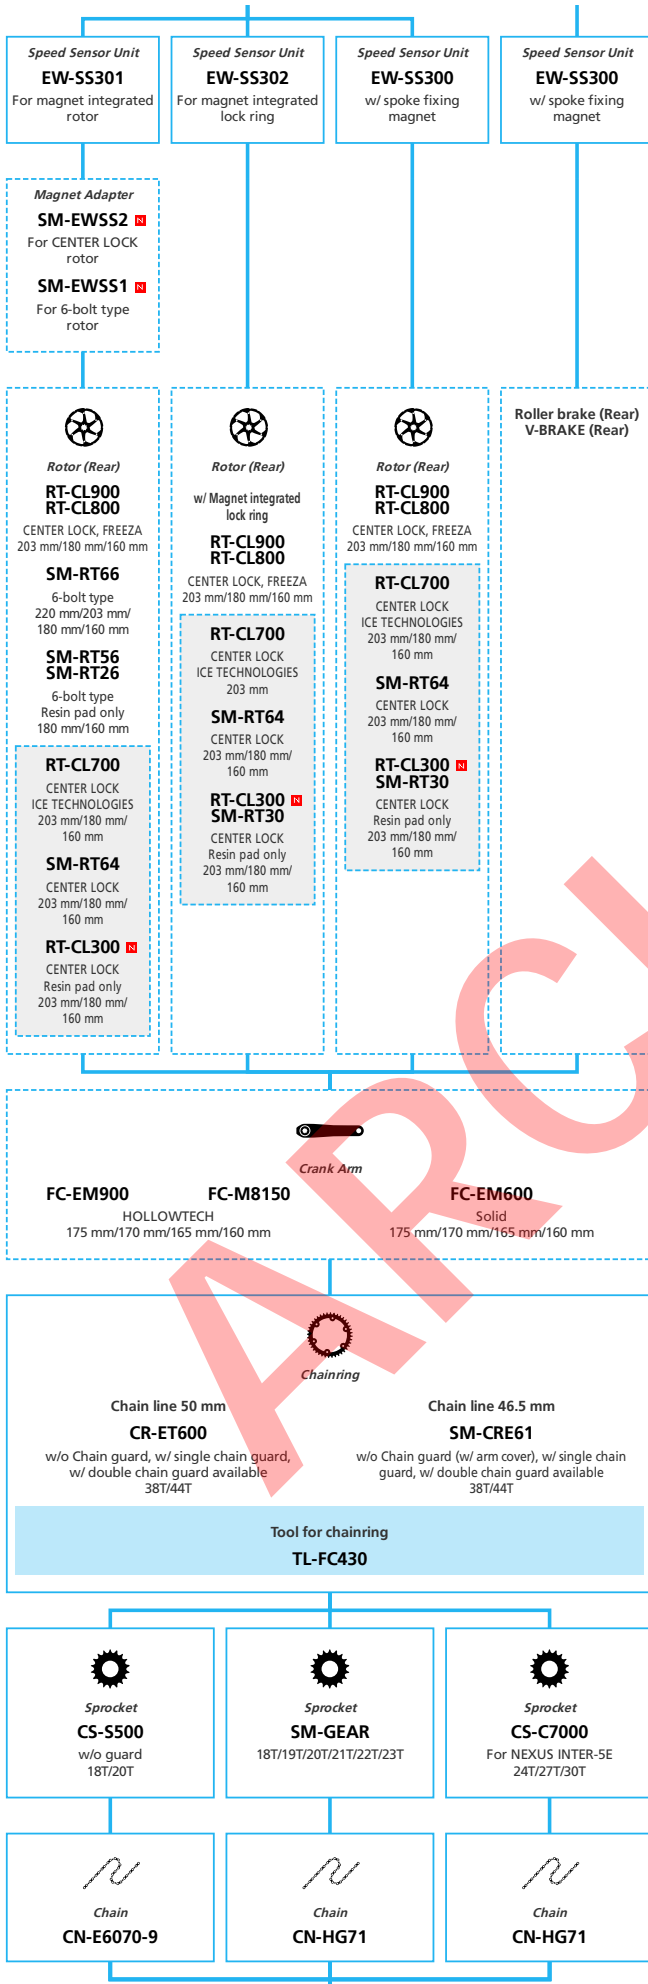 Speed Sensor Unit
EW-SS301
For magnet integrated
rotor
Speed Sensor Unit
EW-SS302
For magnet integrated
lock ring
Speed Sensor Unit
EW-SS300
w/ spoke fixing
magnet
Speed Sensor Unit
EW-SS300
w/ spoke fixing
magnet
Magnet Adapter
SM-EWSS2 N
For CENTER LOCK
rotor
SM-EWSS1 N
For 6-bolt type
rotor
Rotor (Rear)
RT-CL900
RT-CL800
CENTER LOCK, FREEZA
203 mm/180 mm/160 mm
SM-RT66
6-bolt type
220 mm/203 mm/
180 mm/160 mm
SM-RT56
SM-RT26
6-bolt type
Resin pad only
180 mm/160 mm
RT-CL700
CENTER LOCK
ICE TECHNOLOGIES
203 mm/180 mm/
160 mm
SM-RT64
CENTER LOCK
203 mm/180 mm/
160 mm
RT-CL300 N
CENTER LOCK
Resin pad only
203 mm/180 mm/
160 mm
Rotor (Rear)
w/ Magnet integrated
lock ring
RT-CL900
RT-CL800
CENTER LOCK, FREEZA
203 mm/180 mm/160 mm
RT-CL700
CENTER LOCK
ICE TECHNOLOGIES
203 mm
SM-RT64
CENTER LOCK
203 mm/180 mm/
160 mm
RT-CL300 N
SM-RT30
CENTER LOCK
Resin pad only
203 mm/180 mm/
160 mm
Rotor (Rear)
RT-CL900
RT-CL800
CENTER LOCK, FREEZA
203 mm/180 mm/160 mm
RT-CL700
CENTER LOCK
ICE TECHNOLOGIES
203 mm/180 mm/
160 mm
SM-RT64
CENTER LOCK
203 mm/180 mm/
160 mm
RT-CL300 N
SM-RT30
CENTER LOCK
Resin pad only
203 mm/180 mm/
160 mm
Roller brake (Rear)
V-BRAKE (Rear)
Crank Arm
FC-EM900 FC-M8150
HOLLOWTECH
175 mm/170 mm/165 mm/160 mm
FC-EM600
Solid
175 mm/170 mm/165 mm/160 mm
Chainring
Chain line 50 mm
CR-ET600
w/o Chain guard, w/ single chain guard,
w/ double chain guard available
38T/44T
Chain line 46.5 mm
SM-CRE61
w/o Chain guard (w/ arm cover), w/ single chain
guard, w/ double chain guard available
38T/44T
Tool for chainring
TL-FC430
Sprocket
CS-S500
w/o guard
18T/20T
Sprocket
SM-GEAR
18T/19T/20T/21T/22T/23T
Sprocket
CS-C7000
For NEXUS INTER-5E
24T/27T/30T
Chain
CN-E6070-9
Chain
CN-HG71
Chain
CN-HG71